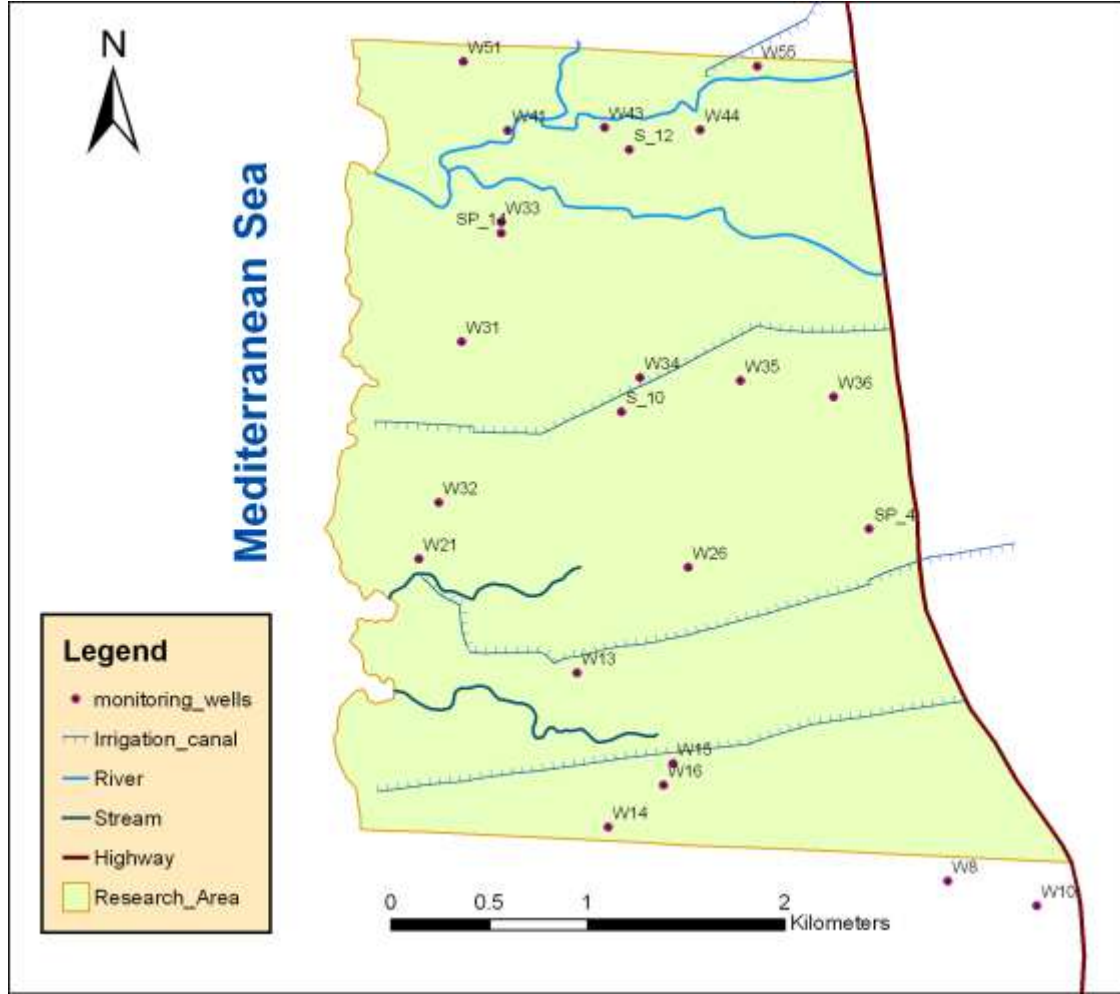 N
W51
W55
W41
W43
W44
S_12
Mediterranean Sea
W33
SP_14
W31
W34
W35
W36
S_10
W32
SP_4
W21
W26
Legend
monitoring_wells
Irrigation_canal
River
Stream
Highway
Research_Area
W13
W15
W16
W14
W8
W10
0 0.5 1 2
Kilometers